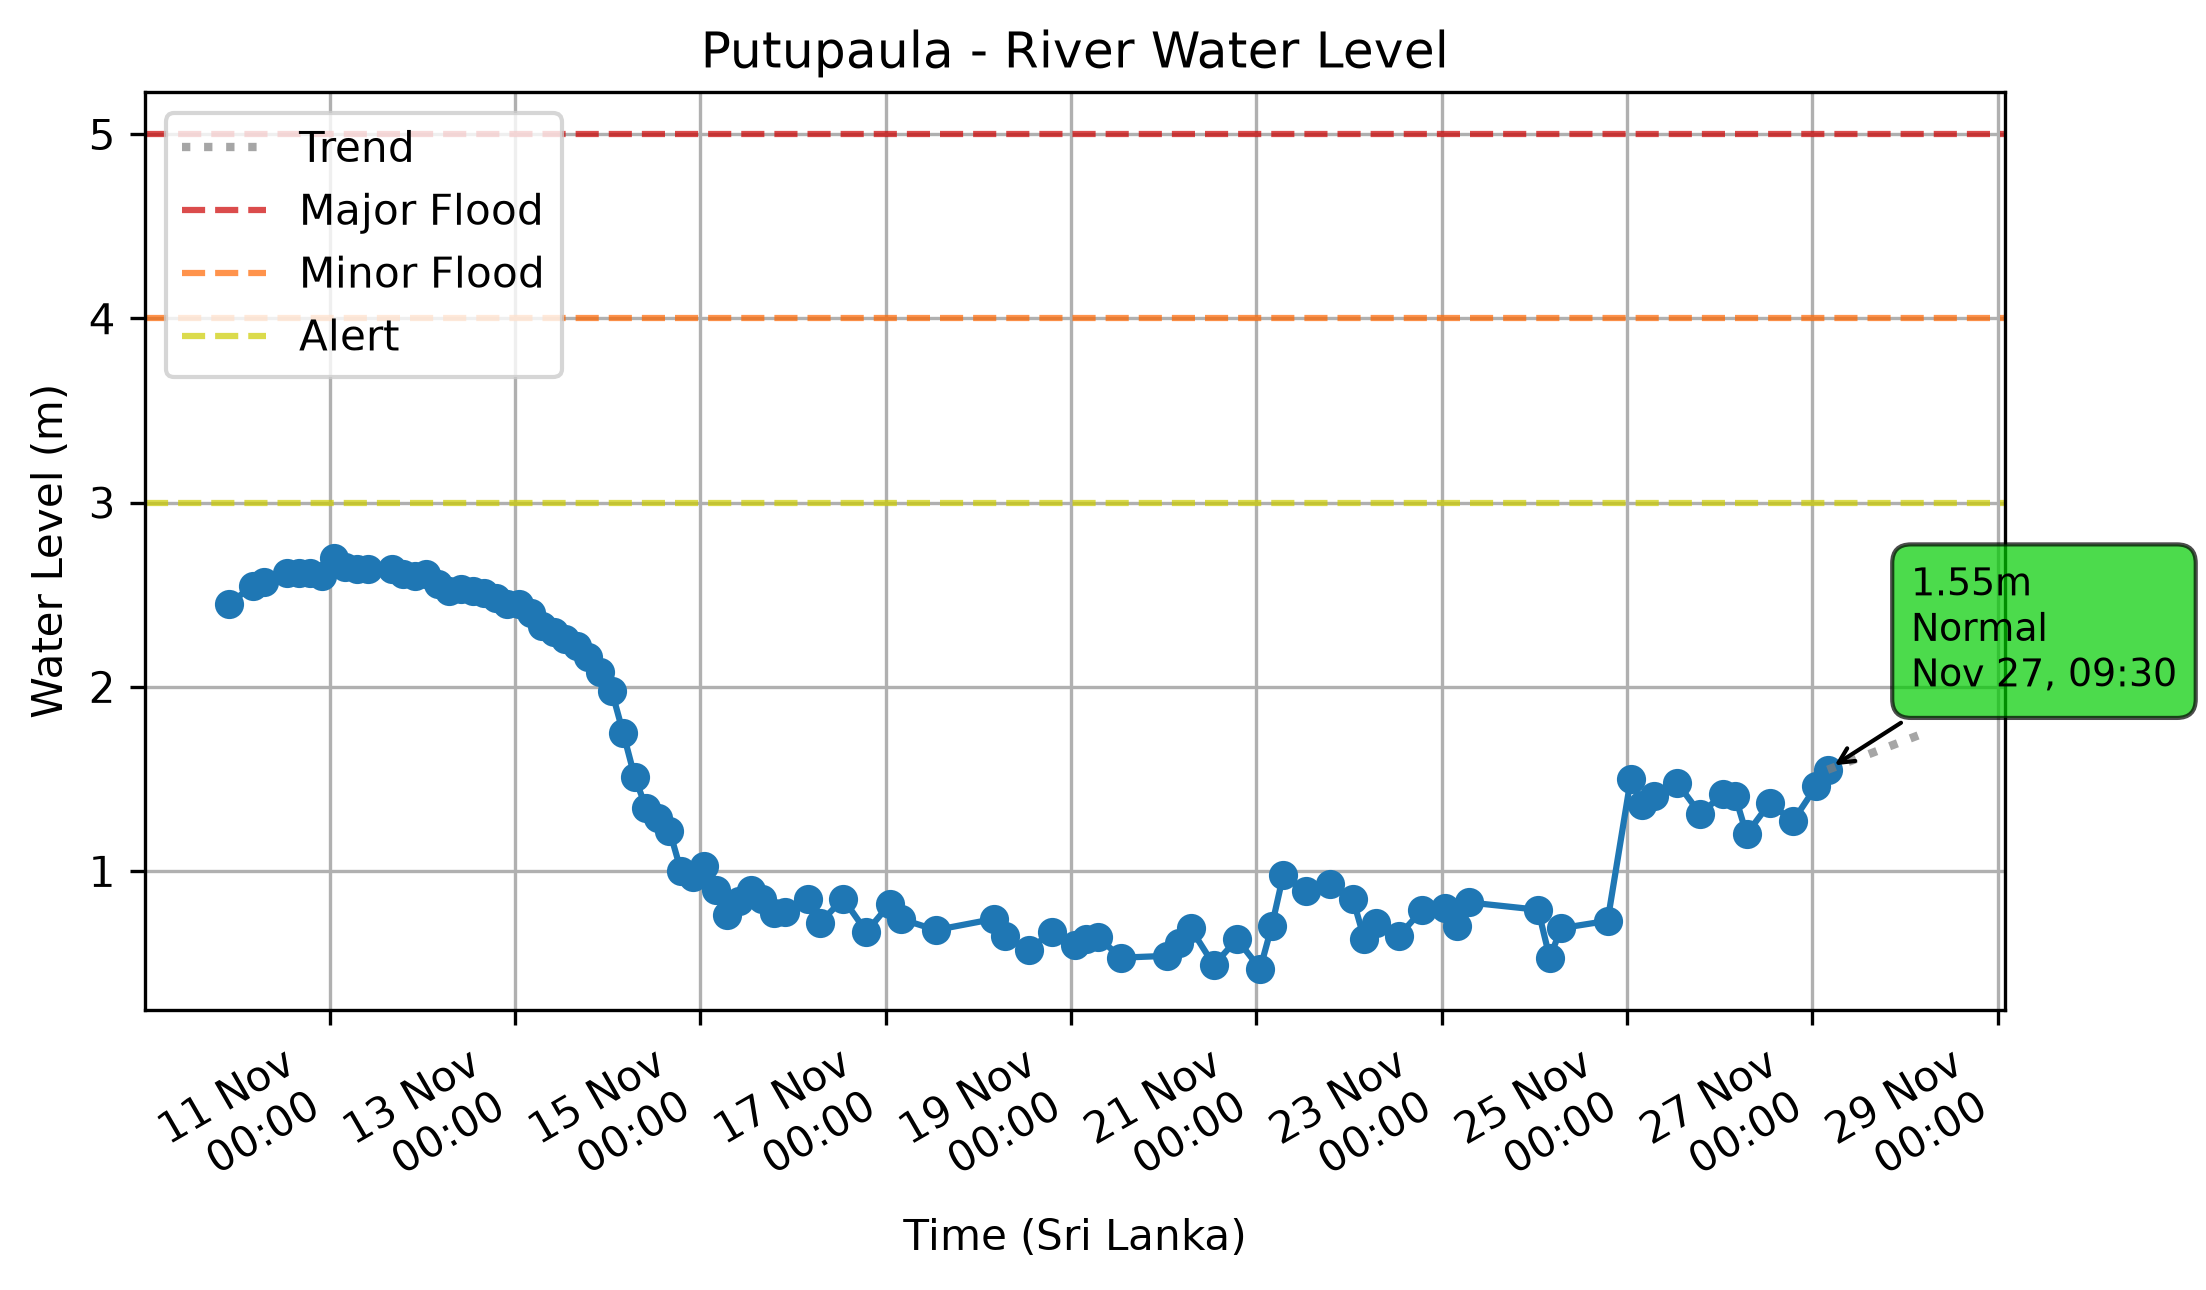 Putupaula - River Water Level
Trend
Major Flood
Minor Flood
Alert
5
4
3
2
1
Water Level (m)
1.55m
Normal
Nov 27, 09:30
11 Nov
00:00
13 Nov
00:00
15 Nov
00:00
17 Nov
00:00
19 Nov
00:00
21 Nov
00:00
23 Nov
00:00
25 Nov
00:00
27 Nov
00:00
29 Nov
00:00
Time (Sri Lanka)